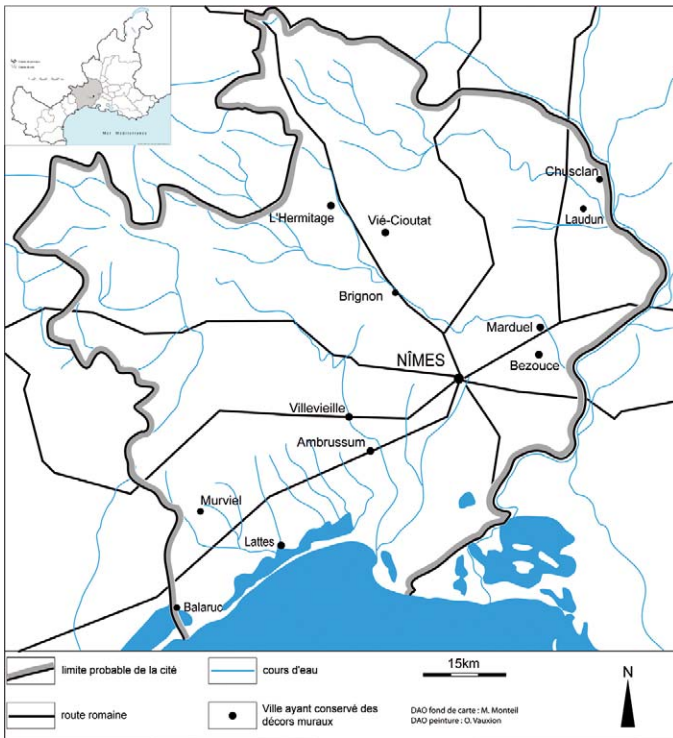 Mer Méditerranée
Chusclan
L'Hermitage
Laudun
Vié-Cioutat
Brignon
Marduel
NÎMES
Bezouce
Villevieille
Ambrussum
Murviel
Lattes
Balaruc
limite probable de la cité
cours d'eau
15km
N
route romaine
Ville ayant conservé des
décors muraux
DAO fond de carte : M. Monteil
DAO peinture : O. Vauxion